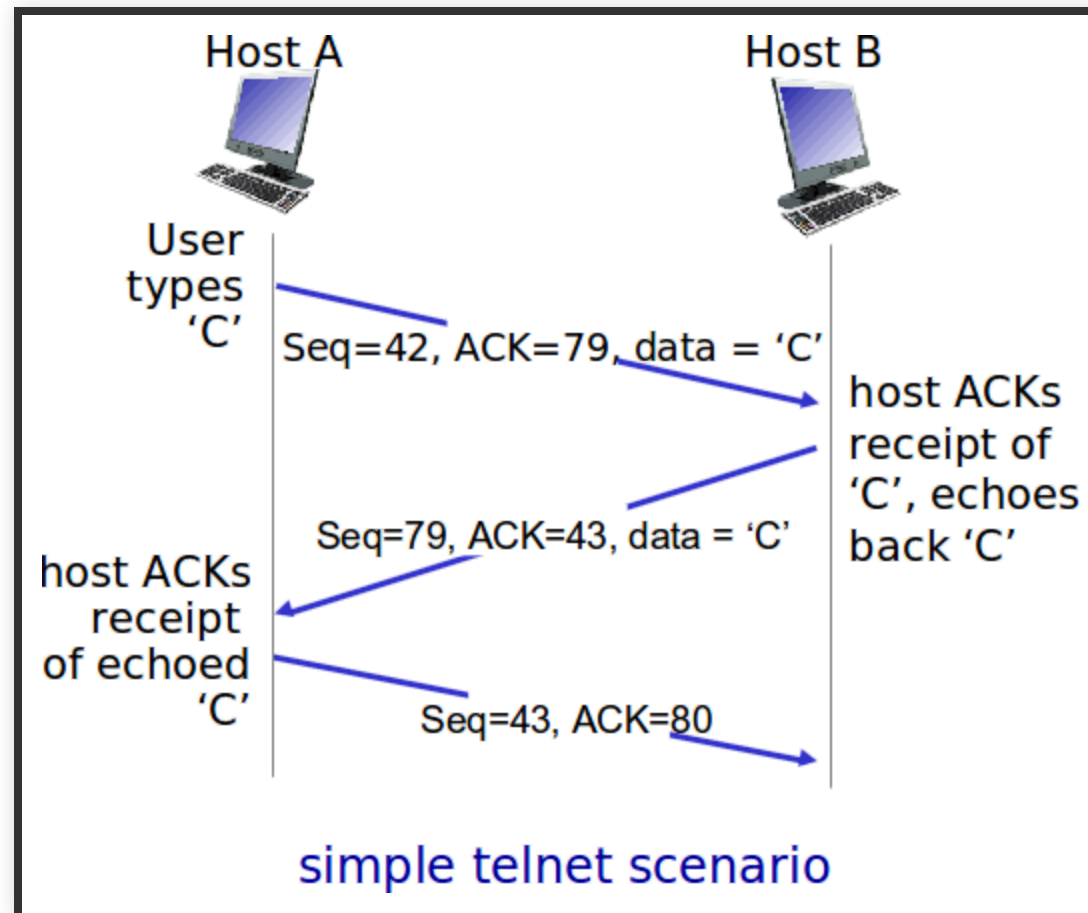 Host A
Host B
User
types
‘C’
Seq=42, ACK=79, data = ‘C’
host ACKs
receipt of
‘C’, echoes
back ‘C’
Seq=79, ACK=43, data = ‘C’
host ACKs
receipt
of echoed
‘C’
Seq=43, ACK=80
simple telnet scenario